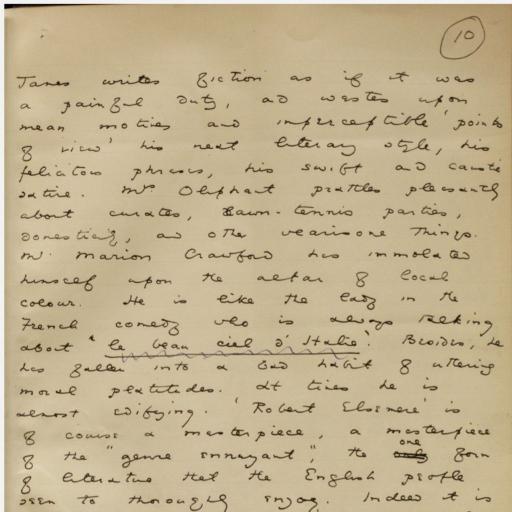 10
James writes fiction as if it was
a painful duty, ad wastes upon
mean motives and imperceptible 'points
of view' his neat literary style, his
felicitous phrases, his swift and caustic
satire. Mrs Oliphant prattles pleasantly
about curates, lawn-tennis parties,
domesticity, and other wearisome things.
Mr. Marion Crawford has immolated
himself upon the altar of local
colour. He is like the lady in the
French comedy who is always talking
about "le beau ciel d'Italie". Besides, he
has fallen into a bad habit of uttering
moral platitudes. At times he is
almost edifying. 'Robert Elsmere' is
of course a masterpiece, a masterpiece
of the "genre ennuyant", the one form
of literature that the English people
seem to thoroughly enjoy. Indeed it is